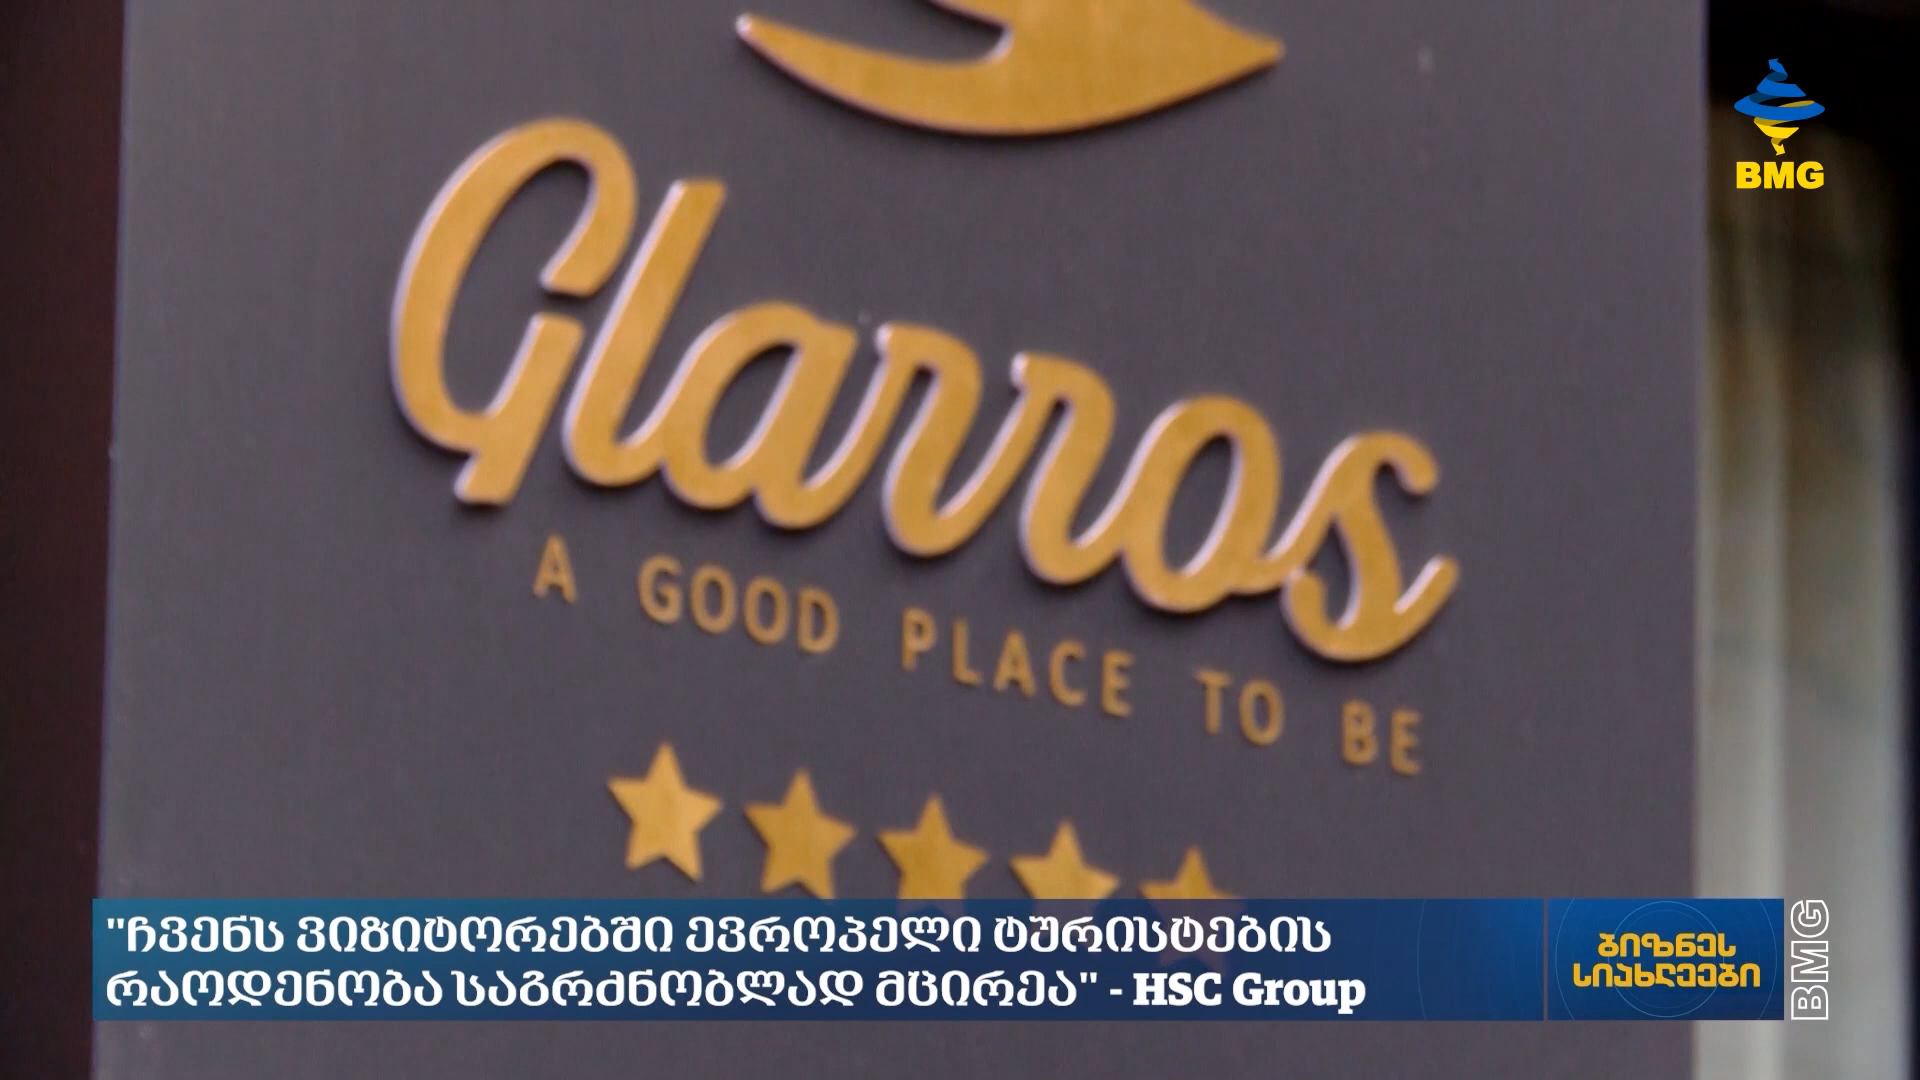 BMG
Glarros
A GOOD PLACE TO BE
"ჩვენს ვიზიტორებში ევროპელი ტურისტების
რაოდენობა საგრძნობლად მცირეა" - HSC Group
ბიზნეს
სიახლეები
BMG